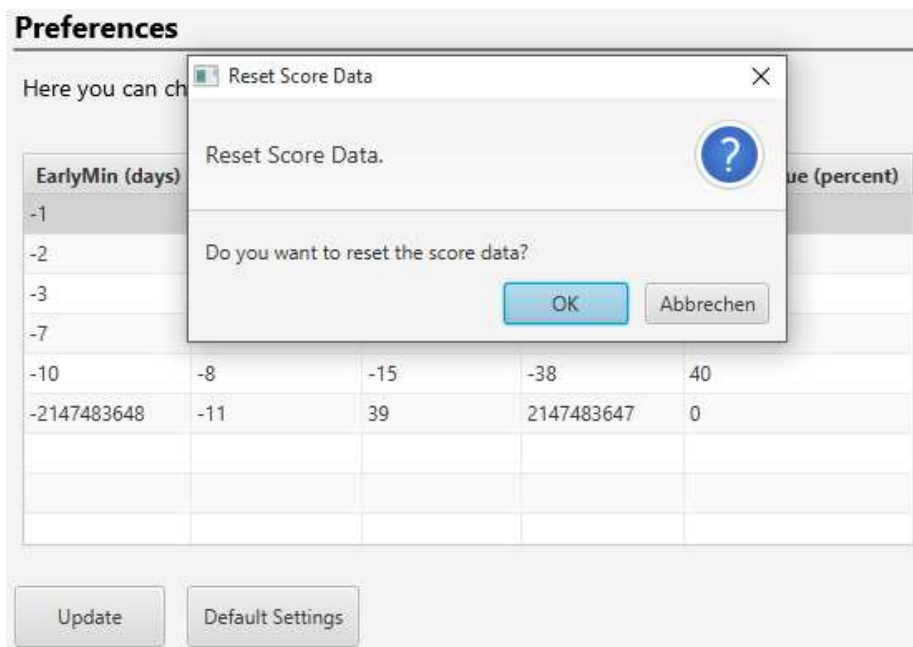 Preferences
Reset Score Data
Here you can ch
Reset Score Data.
EarlyMin (days)
ue (percent)
-1
-2
Do you want to reset the score data?
-3
OK Abbrechen
-7
-10 -8 -15 -38 40
-2147483648 -11 39 2147483647 0
Update Default Settings